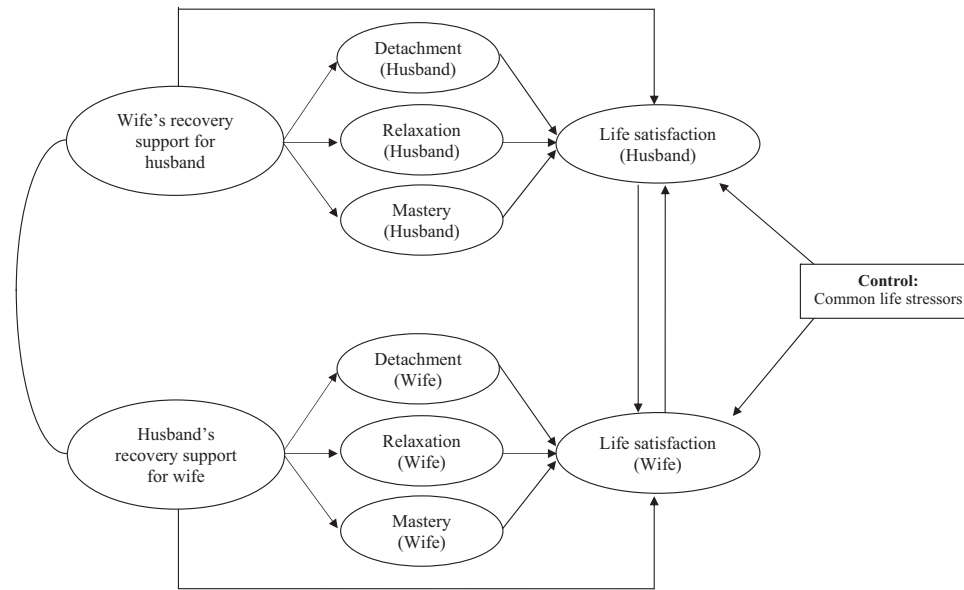 Detachment
(Husband)
Wife's recovery
support for
husband
Relaxation
(Husband)
Life satisfaction
(Husband)
Mastery
(Husband)
Control:
Common life stressors
Detachment
(Wife)
Husband's
recovery support
for wife
Relaxation
(Wife)
Life satisfaction
(Wife)
Mastery
(Wife)